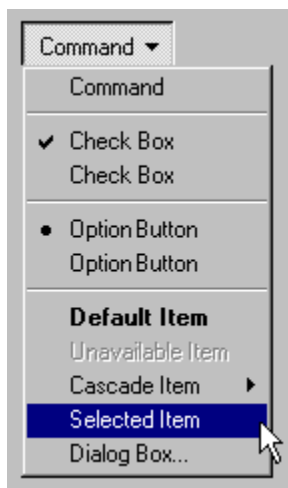 Command
Command
Check Box
Check Box
Option Button
Option Button
Default Item
Unavailable Item
Cascade Item
Selected Item
Dialog Box...